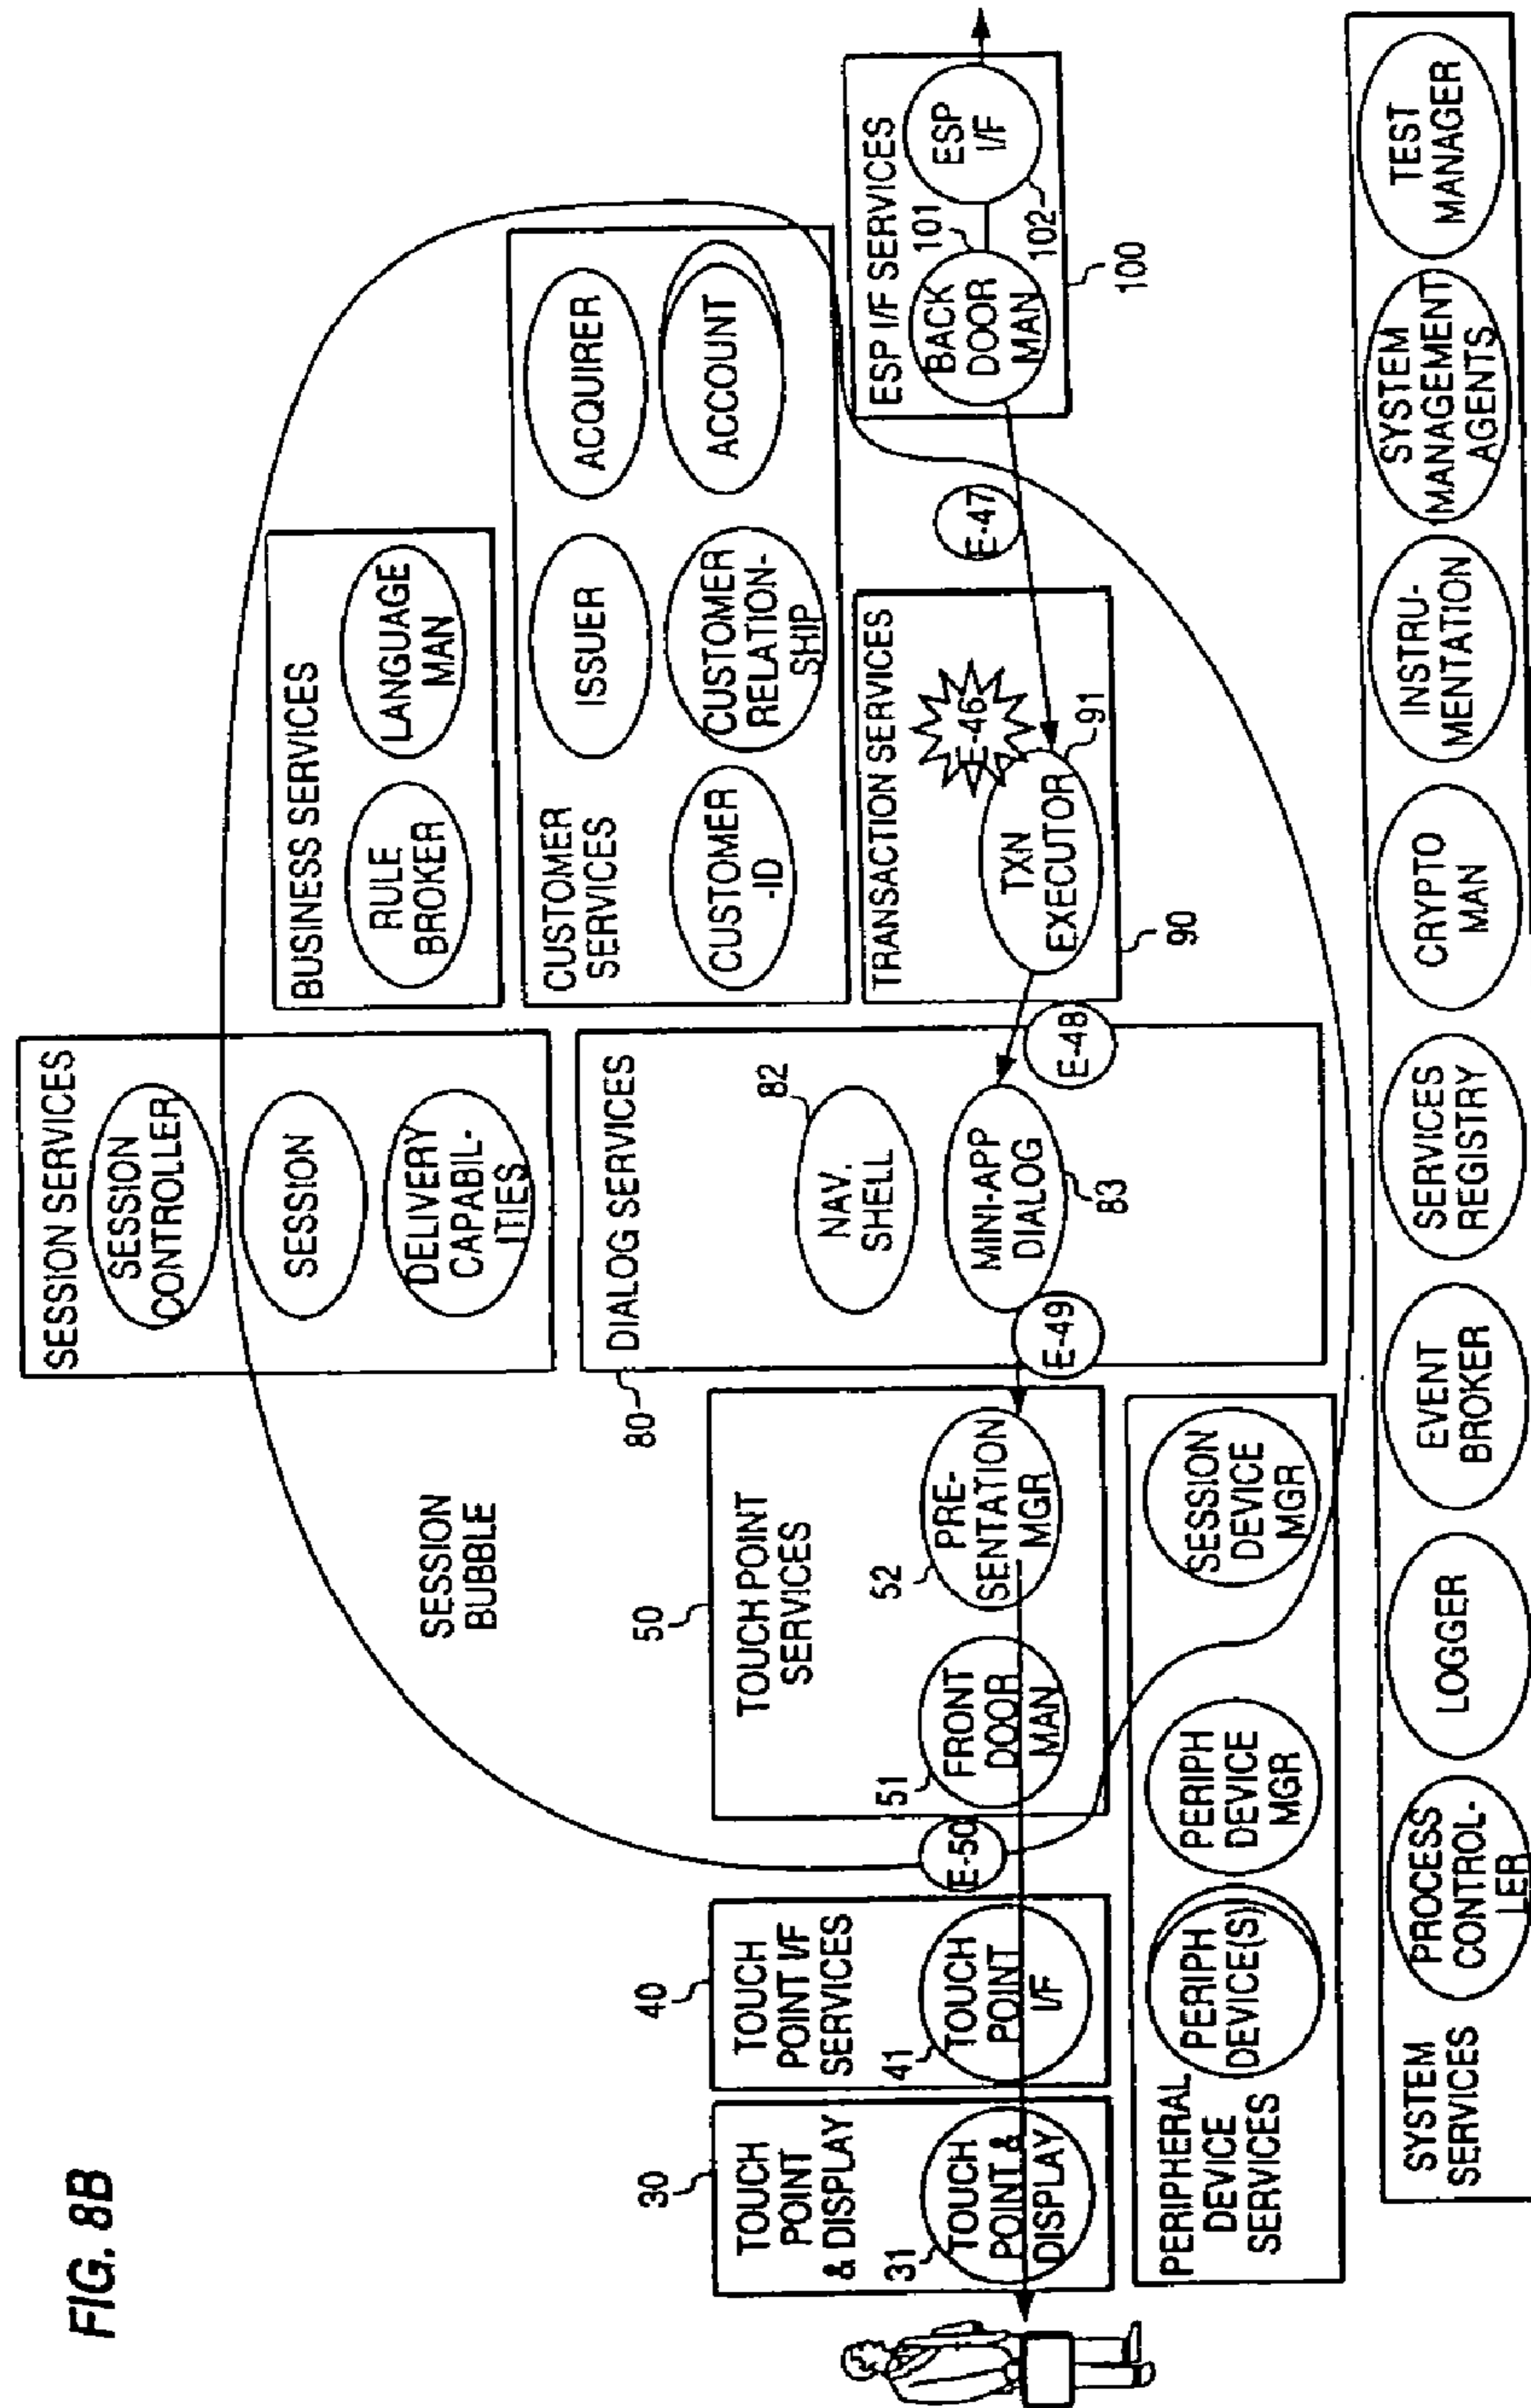 FIG. 8B
SESSION SERVICES
SESSION
CONTROLLER
SESSION
DELIVERY
CAPABIL-
ITIES
BUSINESS SERVICES
RULE
BROKER
LANGUAGE
MAN
SESSION
BUBBLE
CUSTOMER
SERVICES
ISSUER
ACQUIRER
CUSTOMER
-ID
CUSTOMER
RELATION-
SHIP
ACCOUNT
30
TOUCH
POINT
& DISPLAY
31
TOUCH
POINT &
DISPLAY
40
TOUCH
POINT I/F
SERVICES
41
TOUCH
POINT
I/F
E-50
50
TOUCH POINT
SERVICES
51
FRONT
DOOR
MAN
52
PRE-
SENTATION
MGR
80
DIALOG SERVICES
82
NAV.
SHELL
MINI-APP
DIALOG
83
E-49
E-48
TRANSACTION SERVICES
E-46
TXN
EXECUTOR
91
90
E-47
ESP I/F SERVICES
BACK
DOOR
MAN
101
ESP
I/F
102
100
PERIPHERAL
DEVICE
SERVICES
PERIPH
DEVICE(S)
PERIPH
DEVICE
MGR
SESSION
DEVICE
MGR
SYSTEM
SERVICES
PROCESS
CONTROL-
LER
LOGGER
EVENT
BROKER
SERVICES
REGISTRY
CRYPTO
MAN
INSTRU-
MENTATION
SYSTEM
MANAGEMENT
AGENTS
TEST
MANAGER